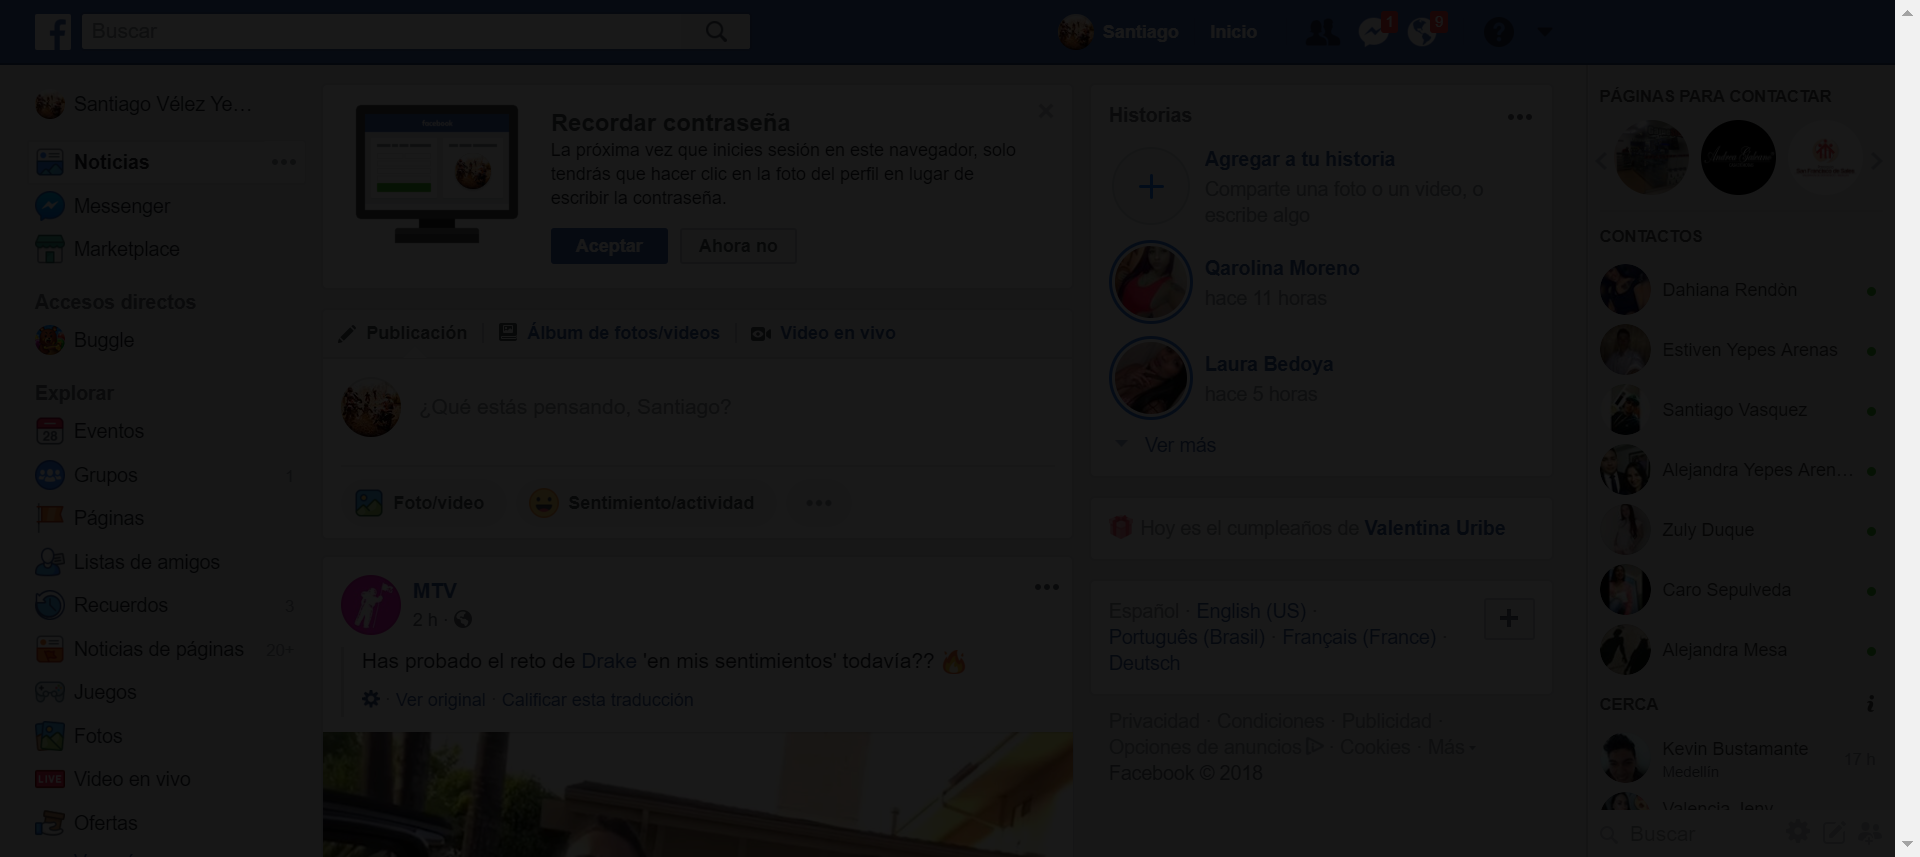 Buscar
Santiago
Inicio
1
9
?
Santiago Vélez Ye...
Noticias
Messenger
Marketplace
Accesos directos
Buggle
Explorar
28
Eventos
Grupos 1
Páginas
Listas de amigos
Recuerdos 3
Noticias de páginas 20+
Juegos
Fotos
LIVE
Video en vivo
Ofertas
Facebook
Recordar contraseña
La próxima vez que inicies sesión en este navegador, solo
tendrás que hacer clic en la foto del perfil en lugar de
escribir la contraseña.
Aceptar
Ahora no
Publicación
Álbum de fotos/videos
Video en vivo
¿Qué estás pensando, Santiago?
Foto/video
Sentimiento/actividad
MTV
2 h ·
Has probado el reto de Drake 'en mis sentimientos' todavía??
· Ver original · Calificar esta traducción
Historias
Agregar a tu historia
Comparte una foto o un video, o
escribe algo
Qarolina Moreno
hace 11 horas
Laura Bedoya
hace 5 horas
Ver más
Hoy es el cumpleaños de Valentina Uribe
Español · English (US) ·
Português (Brasil) · Français (France) ·
Deutsch
Privacidad · Condiciones · Publicidad ·
Opciones de anuncios · Cookies · Más
Facebook © 2018
PÁGINAS PARA CONTACTAR
CONTACTOS
Dahiana Rendón
Estiven Yepes Arenas
Santiago Vasquez
Alejandra Yepes Aren...
Zuly Duque
Caro Sepulveda
Alejandra Mesa
CERCA
Kevin Bustamante
Medellín
17 h
Valencia Jeny
Buscar